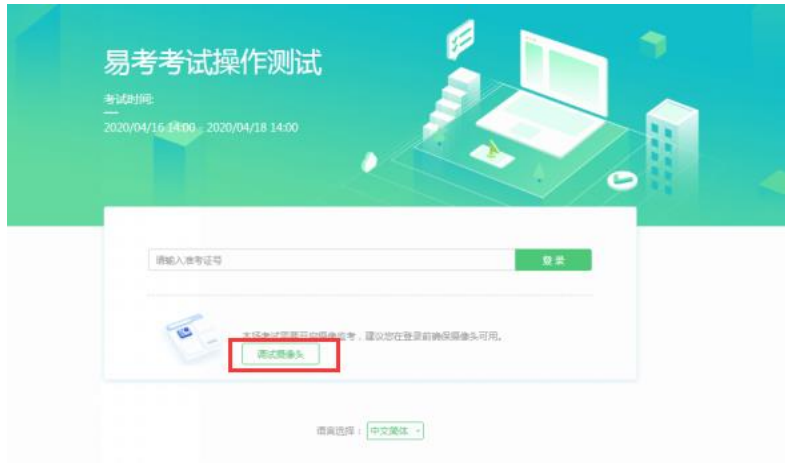 易考考试操作测试
考试时间:
2020/04/16 14:00 - 2020/04/18 14:00
请输入准考证号
登录
本场考试需要开启摄像监考，建议您在登录前确保摄像头可用。
调试摄像头
语言选择：
中文简体